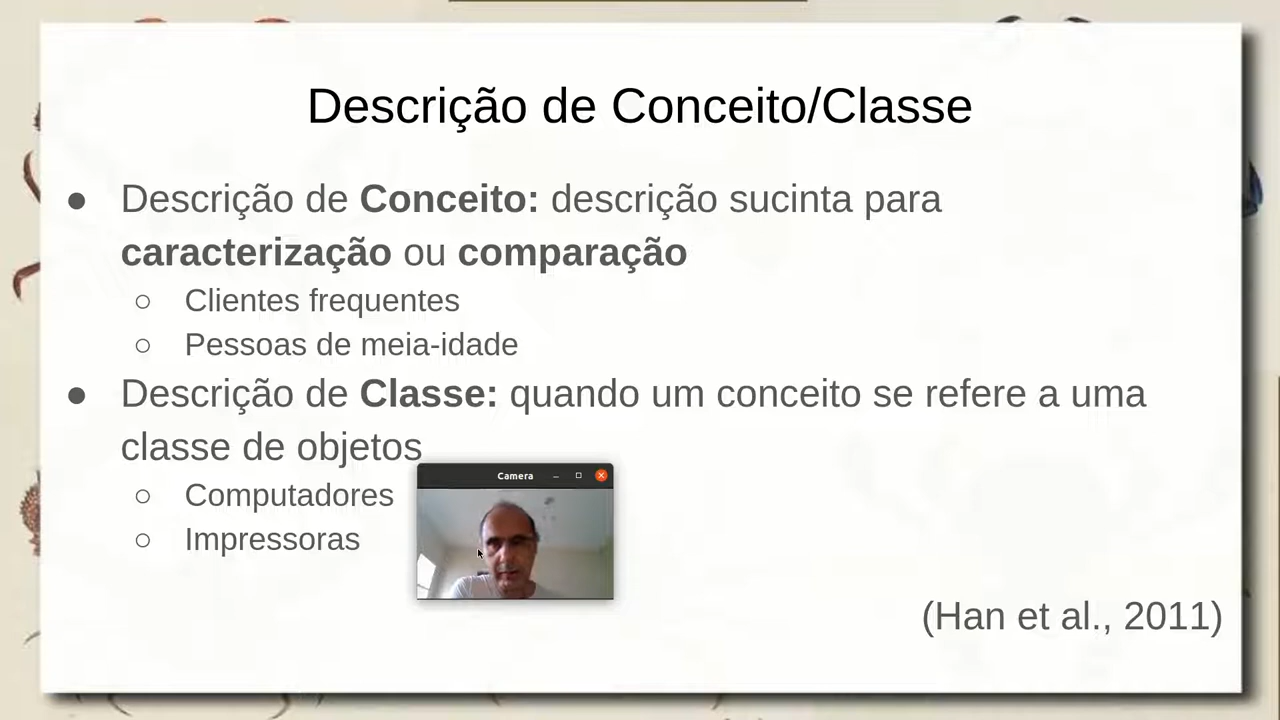 Descrição de Conceito/Classe
● Descrição de Conceito: descrição sucinta para
caracterização ou comparação
○ Clientes frequentes
○ Pessoas de meia-idade
● Descrição de Classe: quando um conceito se refere a uma
classe de objetos
○ Computadores
○ Impressoras
Camera
(Han et al., 2011)